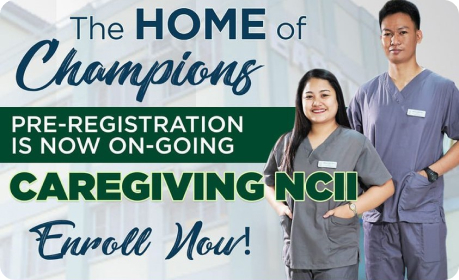 The HOME of
Champions
PRE-REGISTRATION
IS NOW ON-GOING
CAREGIVING NCII
Enroll Now!